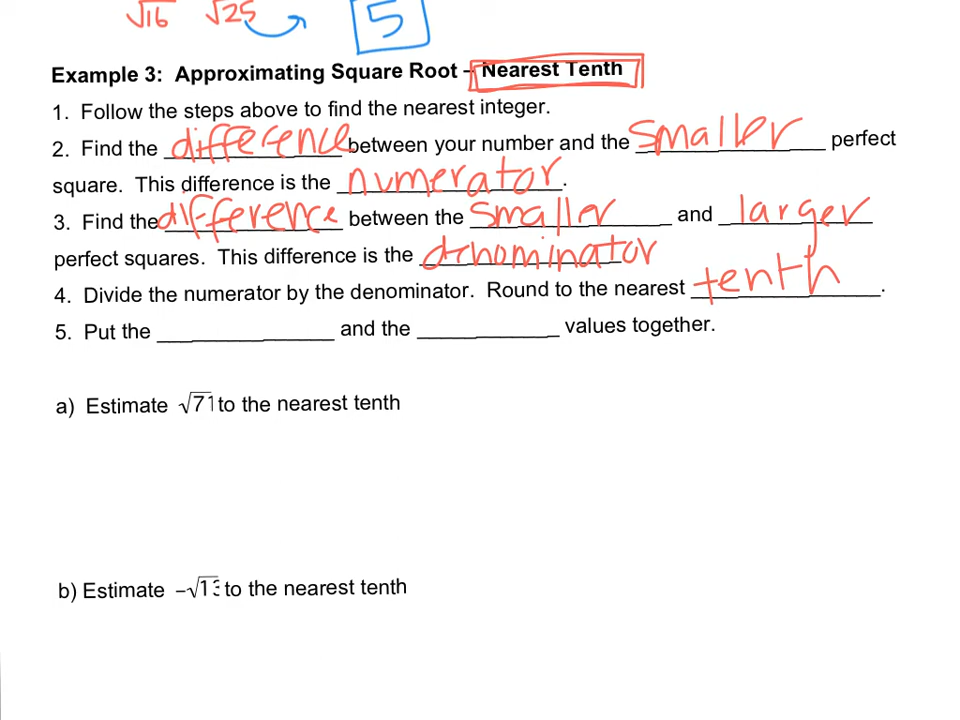 √16 √25 5
Example 3: Approximating Square Root – Nearest Tenth
1. Follow the steps above to find the nearest integer.
2. Find the difference between your number and the smaller perfect
square. This difference is the numerator.
3. Find the difference between the smaller and larger
perfect squares. This difference is the denominator
4. Divide the numerator by the denominator. Round to the nearest tenth.
5. Put the ____________ and the ____________ values together.
a) Estimate √71 to the nearest tenth
b) Estimate –√13 to the nearest tenth